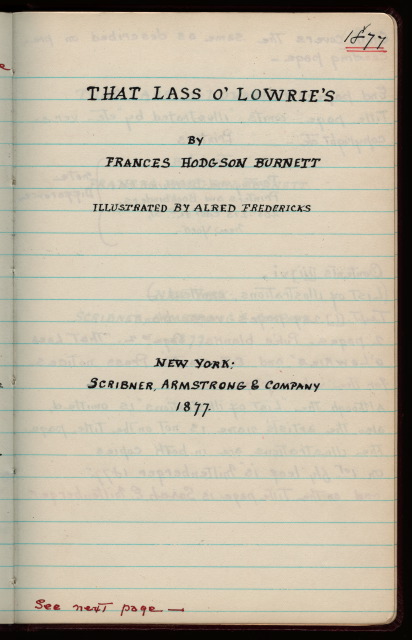 1877
THAT LASS O' LOWRIE'S
BY
FRANCES HODGSON BURNETT
ILLUSTRATED BY ALRED FREDERICKS
NEW YORK:
SCRIBNER, ARMSTRONG & COMPANY
1877.
See next page —